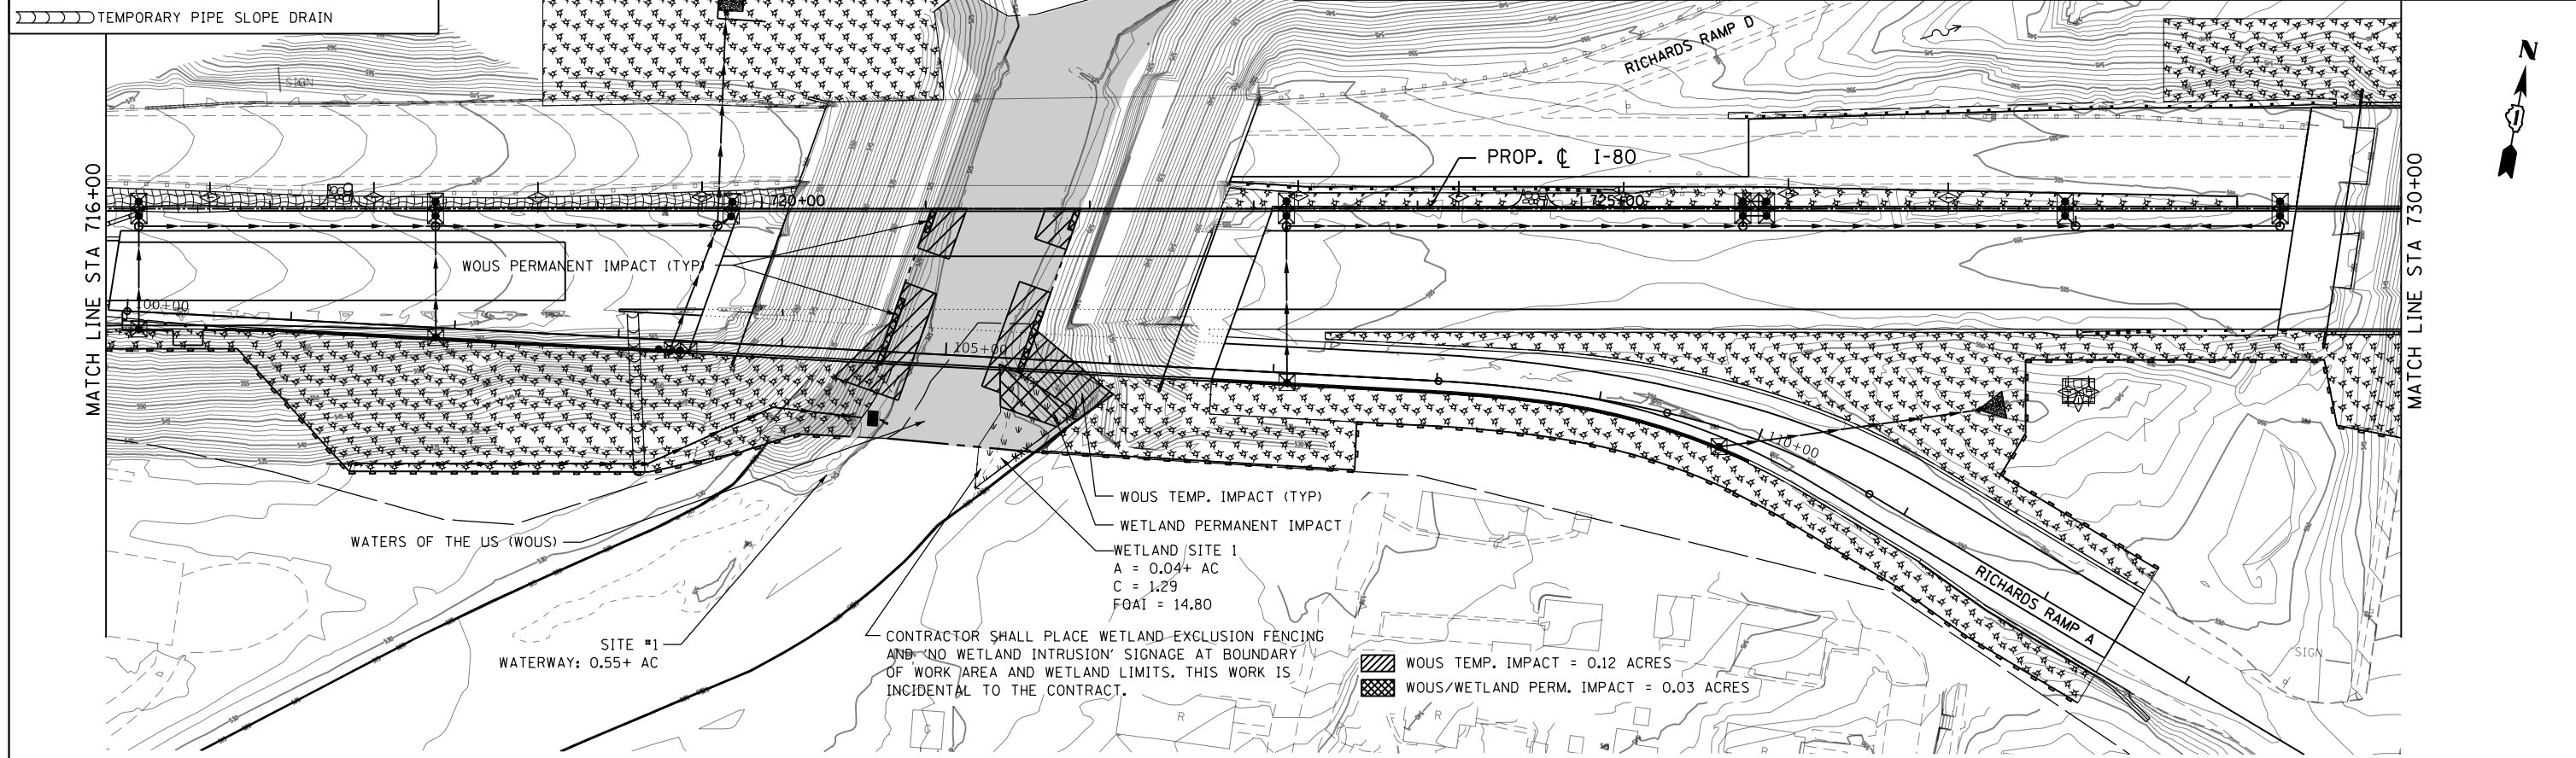 TEMPORARY PIPE SLOPE DRAIN
SIGN
RICHARDS RAMP D
N
MATCH LINE STA 716+00
PROP. ℄ I-80
720+00
725+00
MATCH LINE STA 730+00
WOUS PERMANENT IMPACT (TYP)
100+00
105+00
110+00
WOUS TEMP. IMPACT (TYP)
WETLAND PERMANENT IMPACT
WATERS OF THE US (WOUS)
WETLAND SITE 1
A = 0.04+ AC
C = 1.29
FQAI = 14.80
RICHARDS RAMP A
SITE #1
WATERWAY: 0.55+ AC
CONTRACTOR SHALL PLACE WETLAND EXCLUSION FENCING
AND 'NO WETLAND INTRUSION' SIGNAGE AT BOUNDARY
OF WORK AREA AND WETLAND LIMITS. THIS WORK IS
INCIDENTAL TO THE CONTRACT.
WOUS TEMP. IMPACT = 0.12 ACRES
WOUS/WETLAND PERM. IMPACT = 0.03 ACRES
SIGN
G
R
R
R